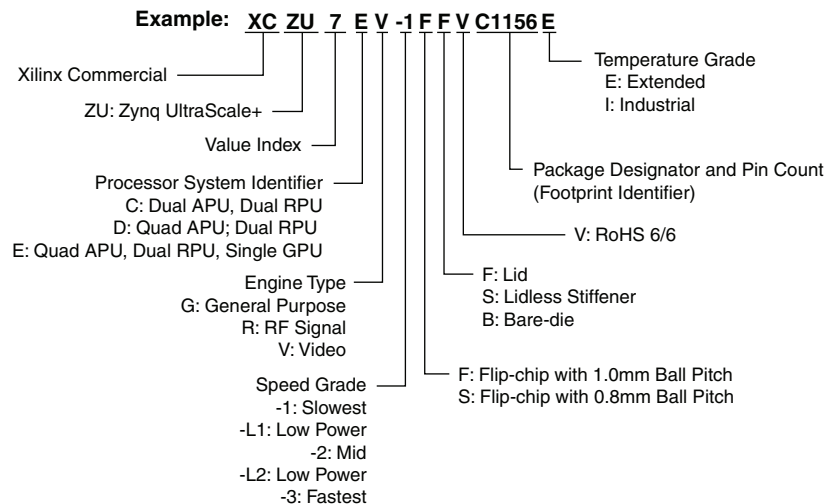 Example: XC ZU 7 E V -1 F F V C1156 E
Xilinx Commercial
ZU: Zynq UltraScale+
Value Index
Processor System Identifier
C: Dual APU, Dual RPU
D: Quad APU; Dual RPU
E: Quad APU, Dual RPU, Single GPU
Engine Type
G: General Purpose
R: RF Signal
V: Video
Speed Grade
-1: Slowest
-L1: Low Power
-2: Mid
-L2: Low Power
-3: Fastest
Temperature Grade
E: Extended
I: Industrial
Package Designator and Pin Count
(Footprint Identifier)
V: RoHS 6/6
F: Lid
S: Lidless Stiffener
B: Bare-die
F: Flip-chip with 1.0mm Ball Pitch
S: Flip-chip with 0.8mm Ball Pitch